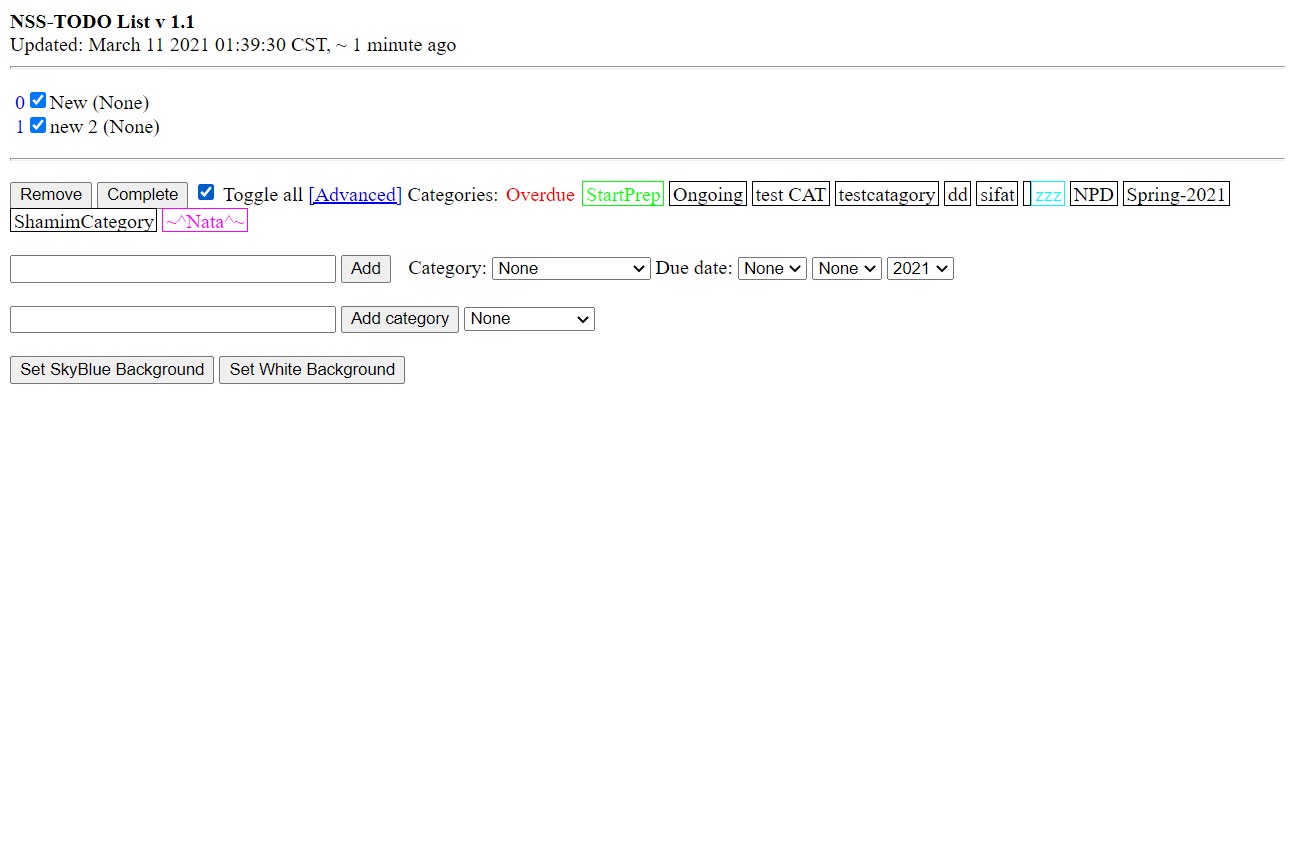 NSS-TODO List v 1.1
Updated: March 11 2021 01:39:30 CST, ~ 1 minute ago
0 New (None)
1 new 2 (None)
Remove Complete Toggle all [Advanced] Categories: Overdue StartPrep Ongoing test CAT testcatagory dd sifat zzz NPD Spring-2021
ShamimCategory ~^Nata^~
Add Category: None Due date: None None 2021
Add category None
Set SkyBlue Background Set White Background